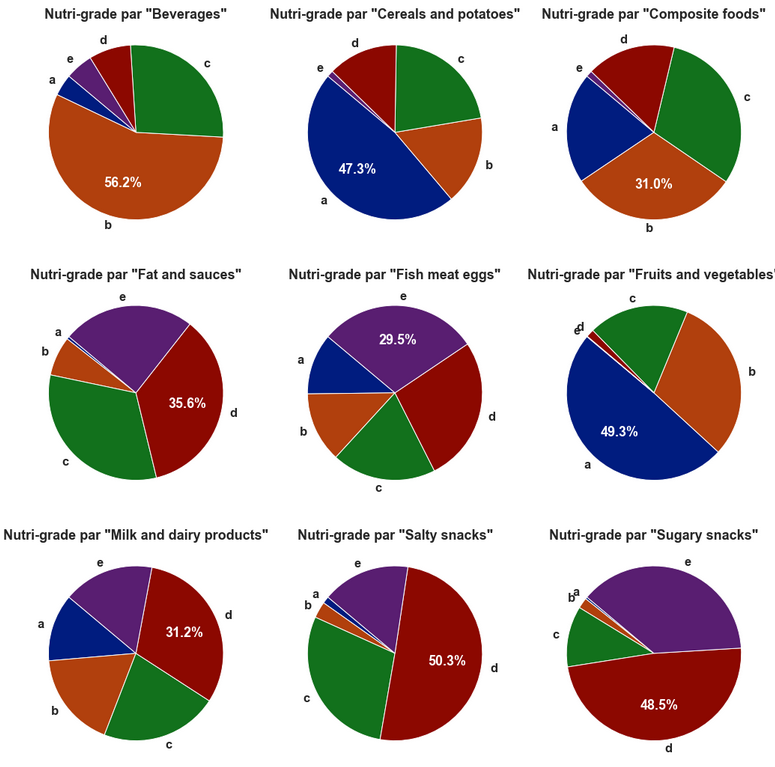 Nutri-grade par "Beverages"
d
c
e
a
56.2%
b
Nutri-grade par "Cereals and potatoes"
d
c
e
47.3%
b
a
Nutri-grade par "Composite foods"
d
e
c
a
31.0%
b
Nutri-grade par "Fat and sauces"
e
a
b
35.6%
d
c
Nutri-grade par "Fish meat eggs"
e
29.5%
a
d
b
c
Nutri-grade par "Fruits and vegetables"
c
d
e
b
49.3%
a
Nutri-grade par "Milk and dairy products"
e
d
a
31.2%
b
c
Nutri-grade par "Salty snacks"
e
a
b
50.3%
d
c
Nutri-grade par "Sugary snacks"
e
a
b
c
48.5%
d